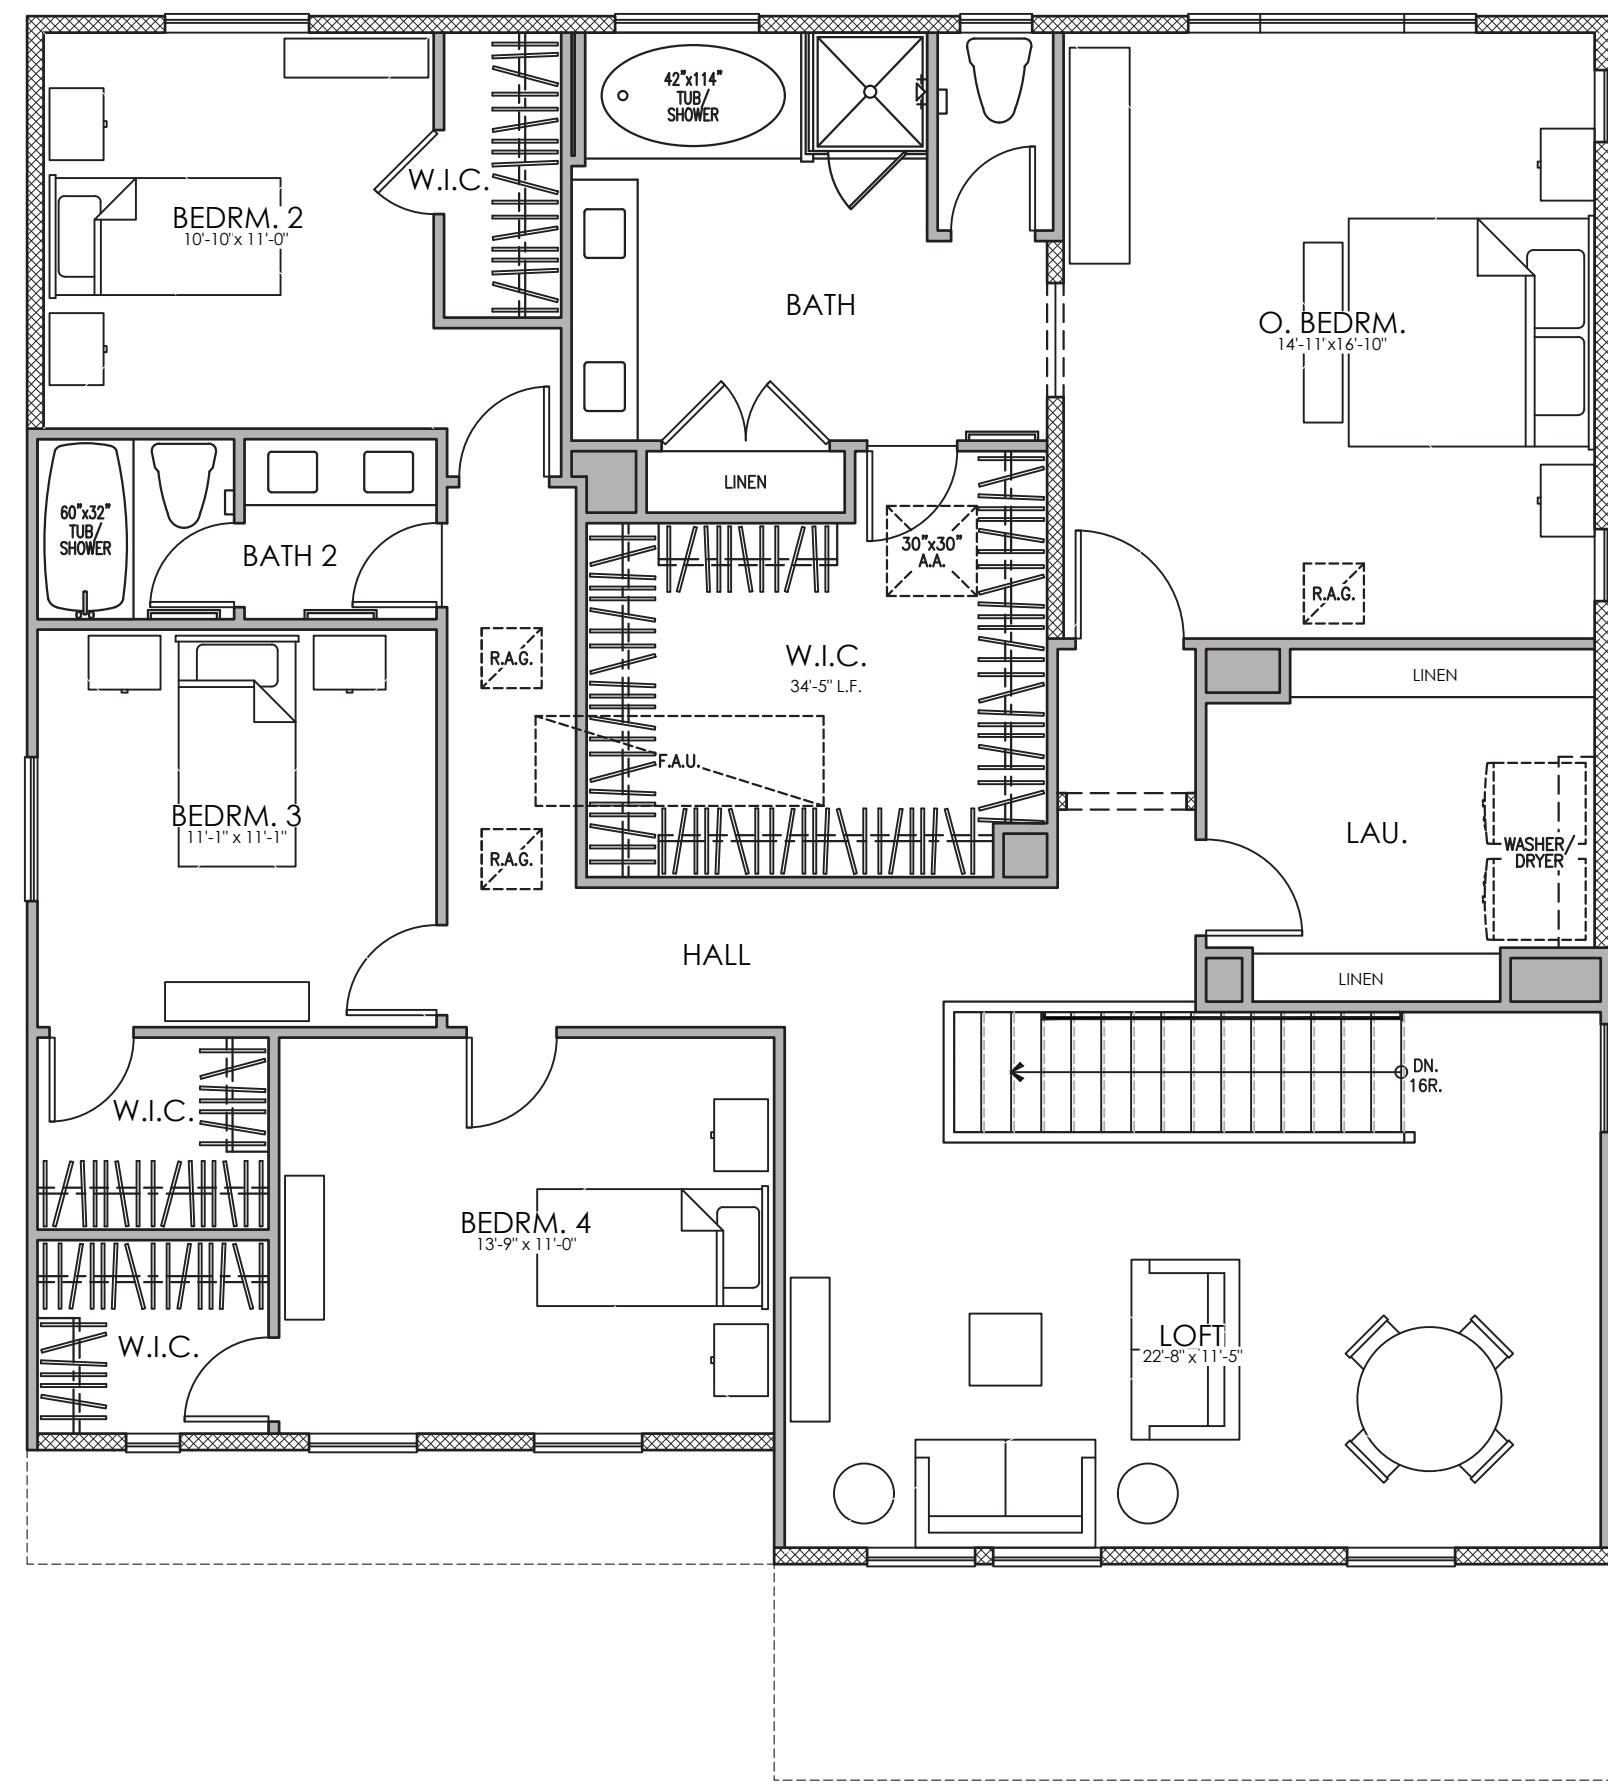 42"x114"
TUB/
SHOWER
W.I.C.
BEDRM. 2
10'-10"x 11'-0"
BATH
O. BEDRM.
14'-11'x16'-10"
LINEN
60"x32"
TUB/
SHOWER
BATH 2
30"x30"
A.A.
R.A.G.
R.A.G.
W.I.C.
34'-5" L.F.
LINEN
F.A.U.
BEDRM. 3
11'-1" x 11'-1"
R.A.G.
LAU.
WASHER/
DRYER
HALL
LINEN
DN.
16R.
W.I.C.
BEDRM. 4
13'-9" x 11'-0"
W.I.C.
LOFT
22'-8" x 11'-5"